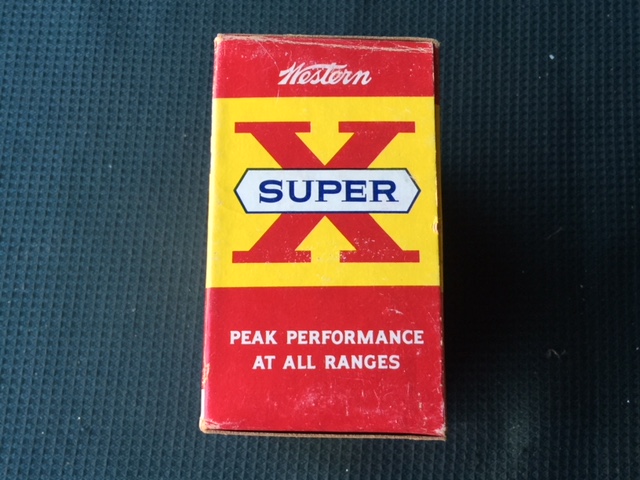 Western
X
SUPER
PEAK PERFORMANCE
AT ALL RANGES